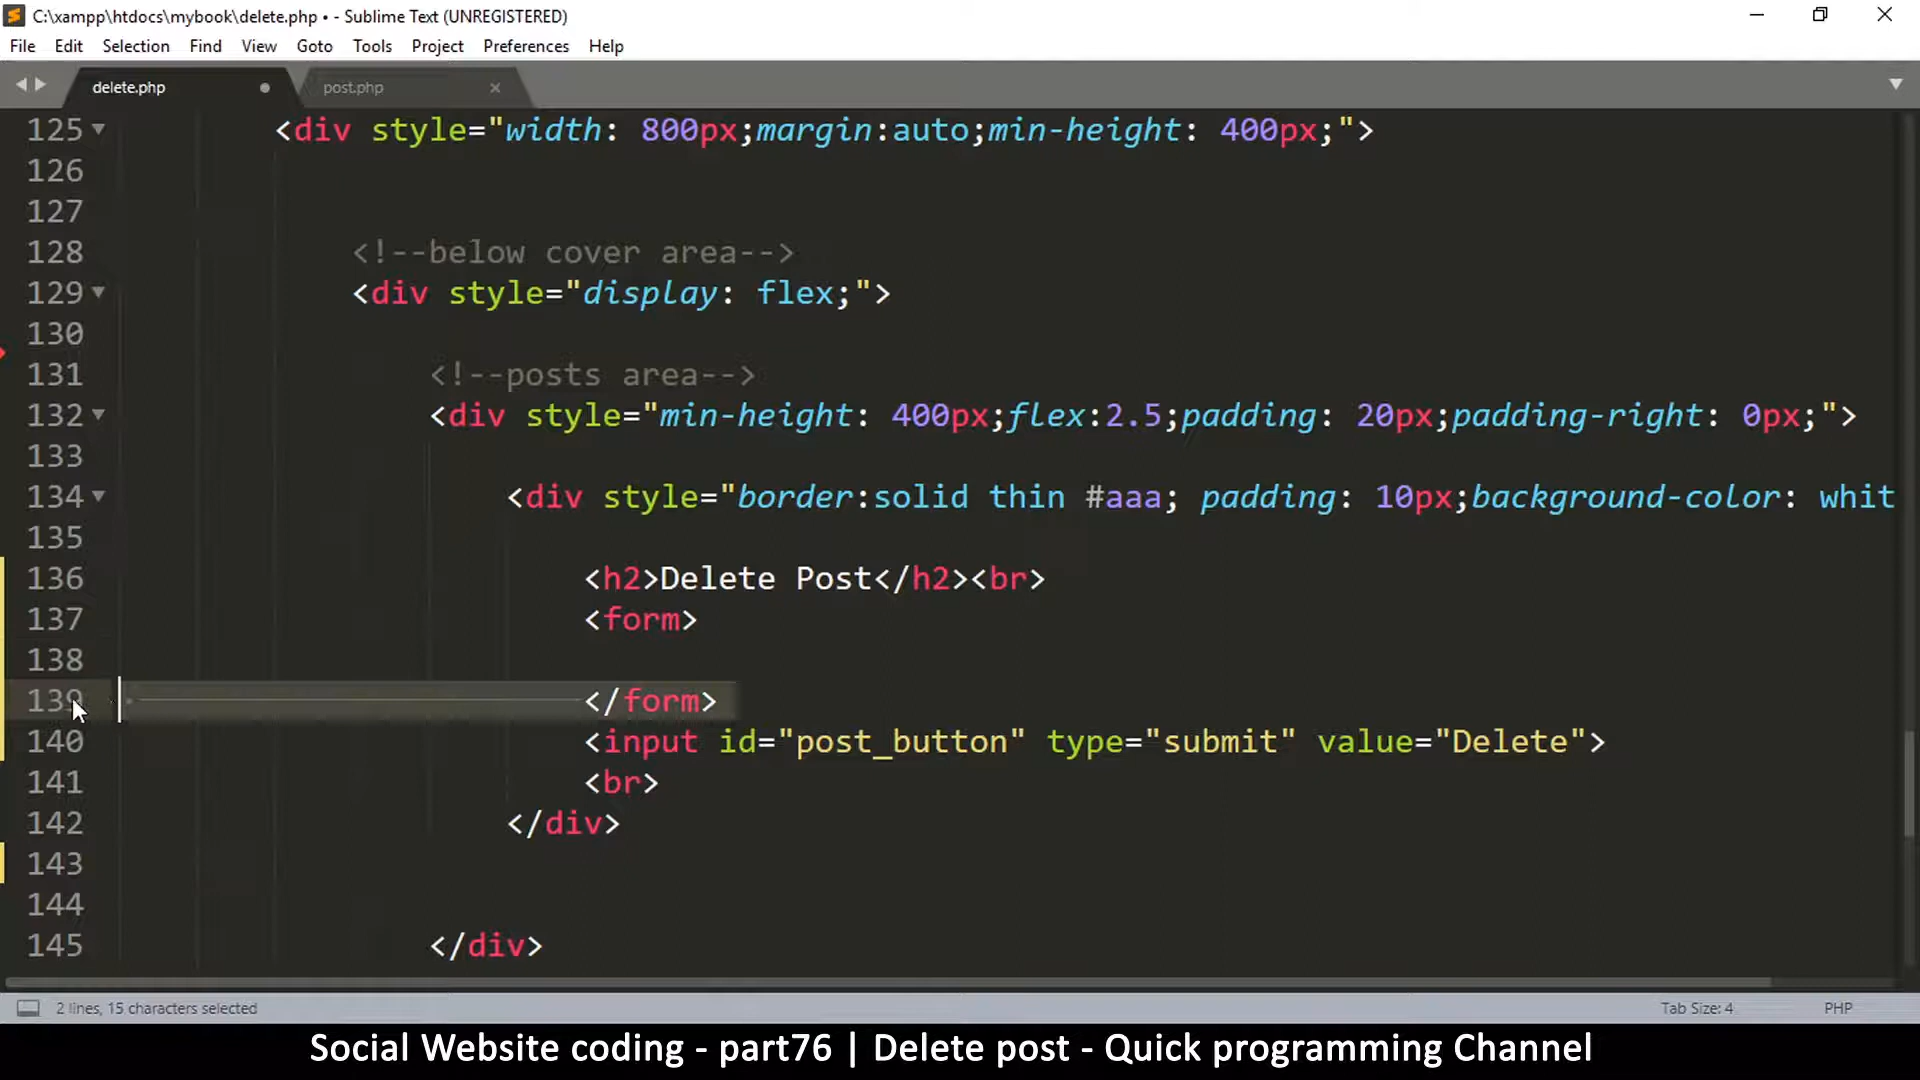 C:\xampp\htdocs\mybook\delete.php • - Sublime Text (UNREGISTERED)
File Edit Selection Find View Goto Tools Project Preferences Help
delete.php post.php
125 <div style="width: 800px;margin:auto;min-height: 400px;">
126
127
128 <!--below cover area-->
129 <div style="display: flex;">
130
131 <!--posts area-->
132 <div style="min-height: 400px;flex:2.5;padding: 20px;padding-right: 0px;">
133
134 <div style="border:solid thin #aaa; padding: 10px;background-color: whit
135
136 <h2>Delete Post</h2><br>
137 <form>
138
139 </form>
140 <input id="post_button" type="submit" value="Delete">
141 <br>
142 </div>
143
144
145 </div>
2 lines, 15 characters selected Tab Size: 4 PHP
Social Website coding - part76 | Delete post - Quick programming Channel